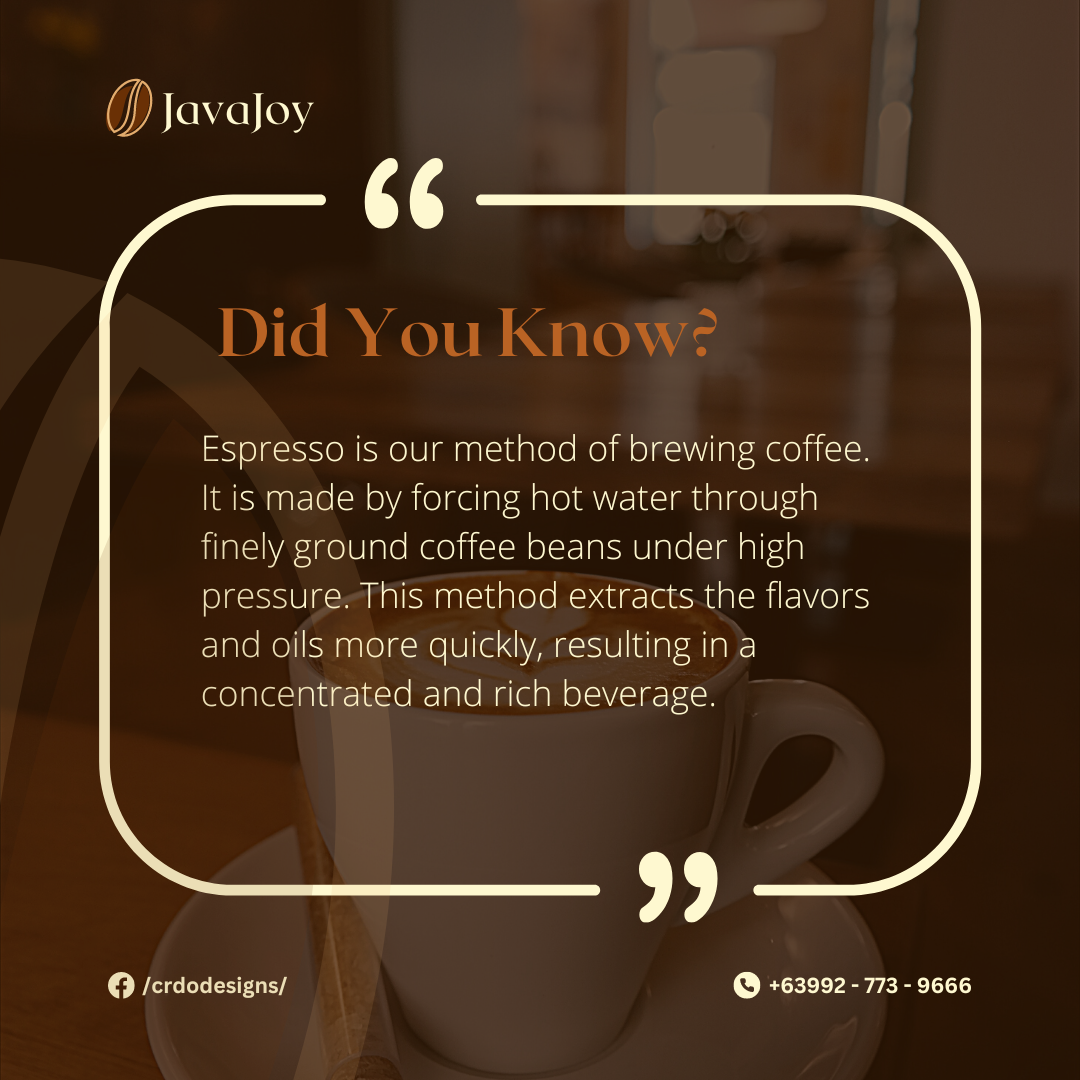 JavaJoy
“
Did You Know?
Espresso is our method of brewing coffee.
It is made by forcing hot water through
finely ground coffee beans under high
pressure. This method extracts the flavors
and oils more quickly, resulting in a
concentrated and rich beverage.
”
/crdodesigns/
+63992 - 773 - 9666